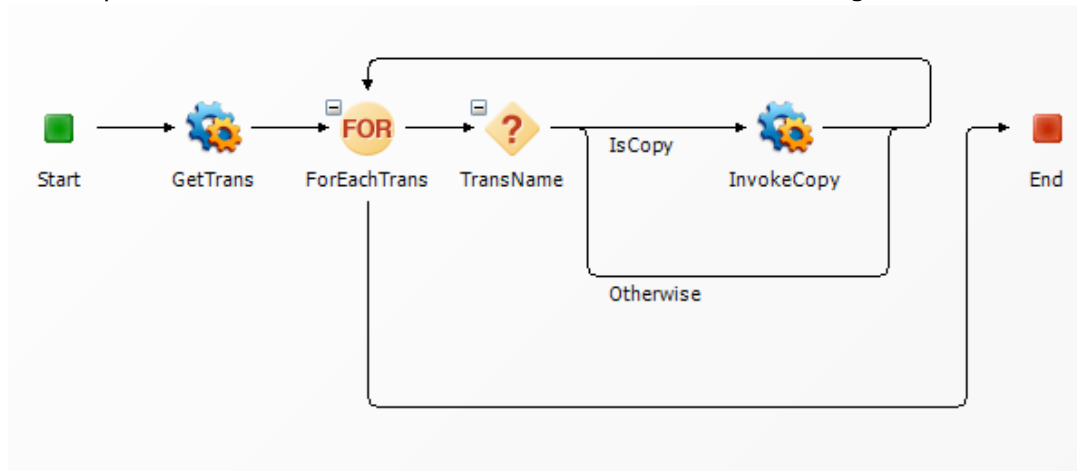 FOR
?
IsCopy
Start
GetTrans
ForEachTrans
TransName
InvokeCopy
End
Otherwise